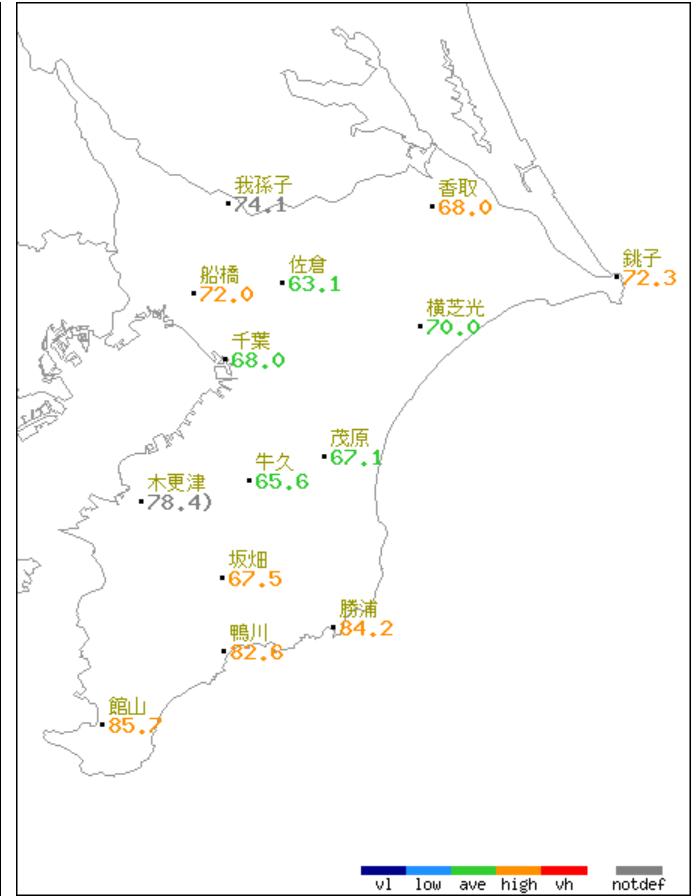 我孫子
74.1
香取
68.0
銚子
72.3
佐倉
63.1
船橋
72.0
横芝光
70.0
千葉
68.0
茂原
67.1
牛久
65.6
木更津
78.4)
坂畑
67.5
勝浦
84.2
鴨川
82.6
館山
85.7
vl low ave high vh notdef